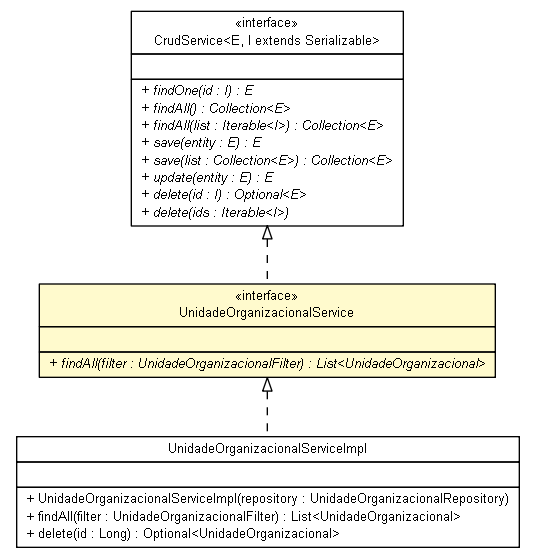 «interface»
CrudService<E, I extends Serializable>
+ findOne(id : I) : E
+ findAll() : Collection<E>
+ findAll(list : Iterable<I>) : Collection<E>
+ save(entity : E) : E
+ save(list : Collection<E>) : Collection<E>
+ update(entity : E) : E
+ delete(id : I) : Optional<E>
+ delete(ids : Iterable<I>)
«interface»
UnidadeOrganizacionalService
+ findAll(filter : UnidadeOrganizacionalFilter) : List<UnidadeOrganizacional>
UnidadeOrganizacionalServiceImpl
+ UnidadeOrganizacionalServiceImpl(repository : UnidadeOrganizacionalRepository)
+ findAll(filter : UnidadeOrganizacionalFilter) : List<UnidadeOrganizacional>
+ delete(id : Long) : Optional<UnidadeOrganizacional>